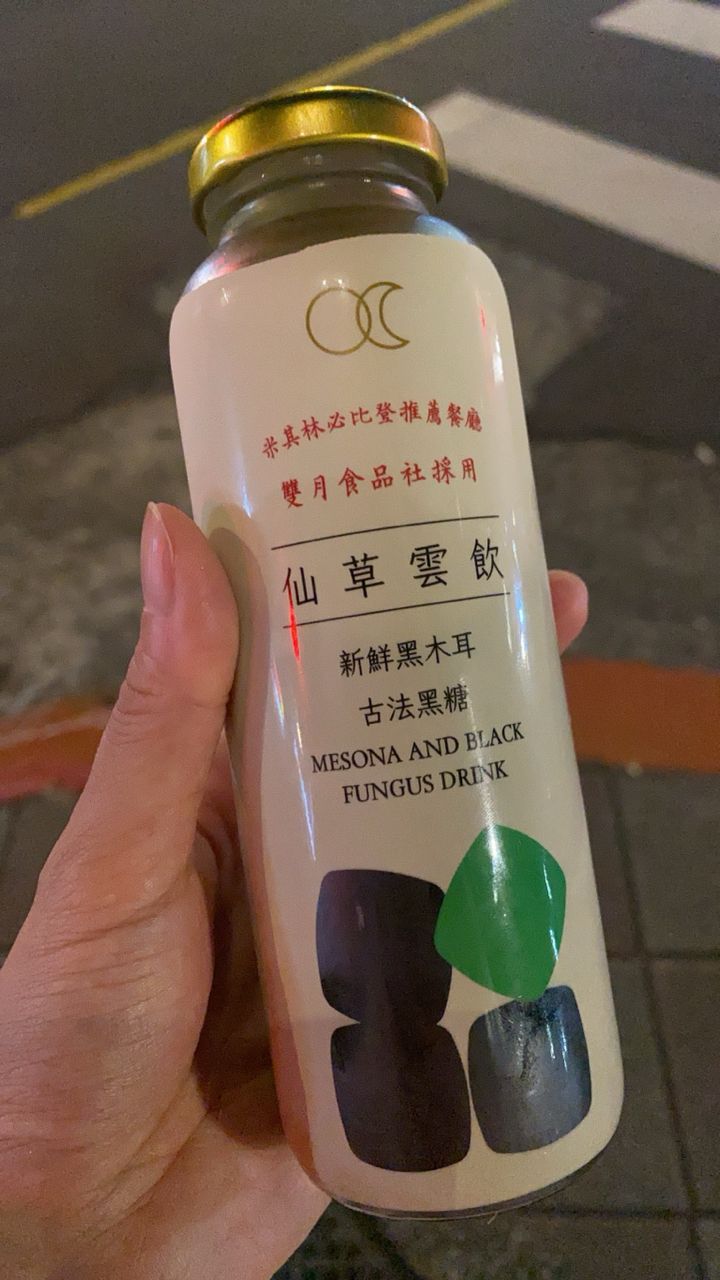 米其林必比登推薦餐廳
雙月食品社採用
仙草雲飲
新鮮黑木耳
古法黑糖
MESONA AND BLACK
FUNGUS DRINK